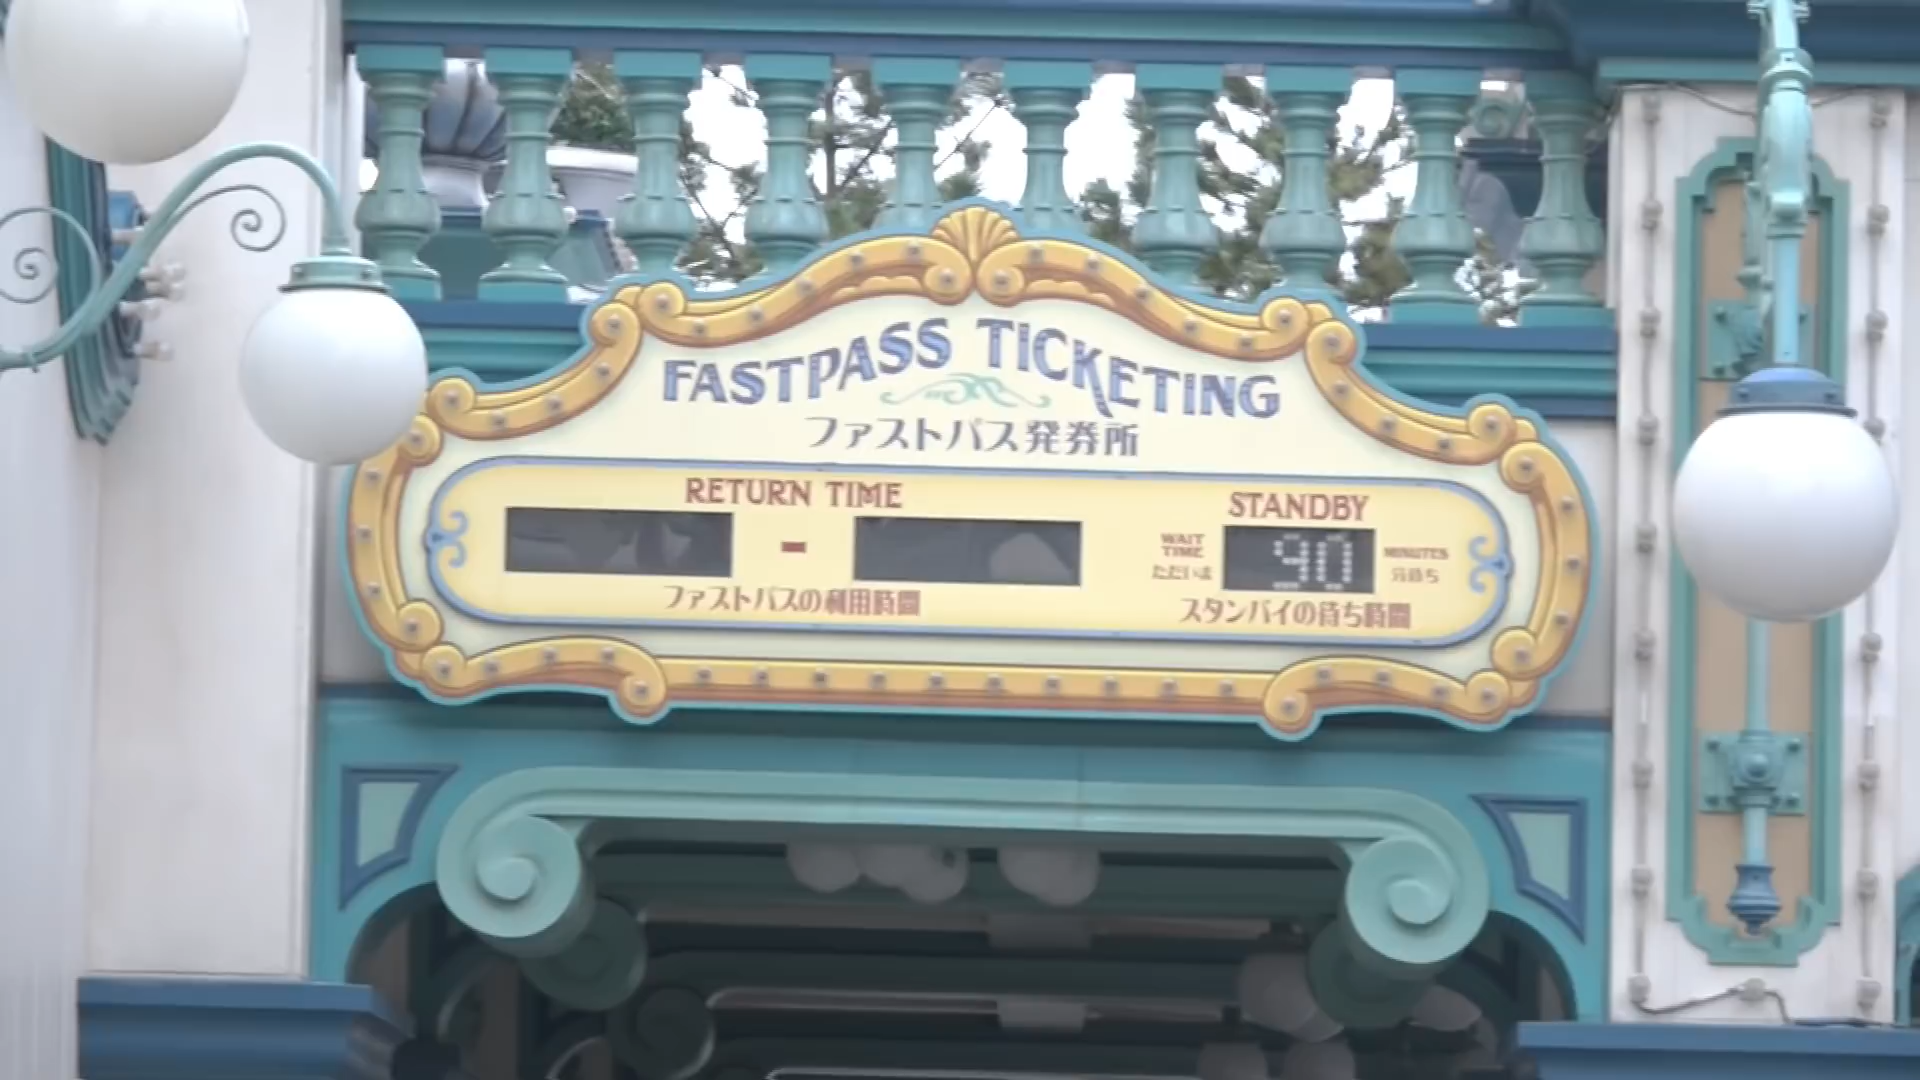 FASTPASS TICKETING
ファストパス発券所
RETURN TIME
-
ファストパスの利用時間
STANDBY
WAIT TIME
ただいま
90
MINUTES
分待ち
スタンバイの待ち時間